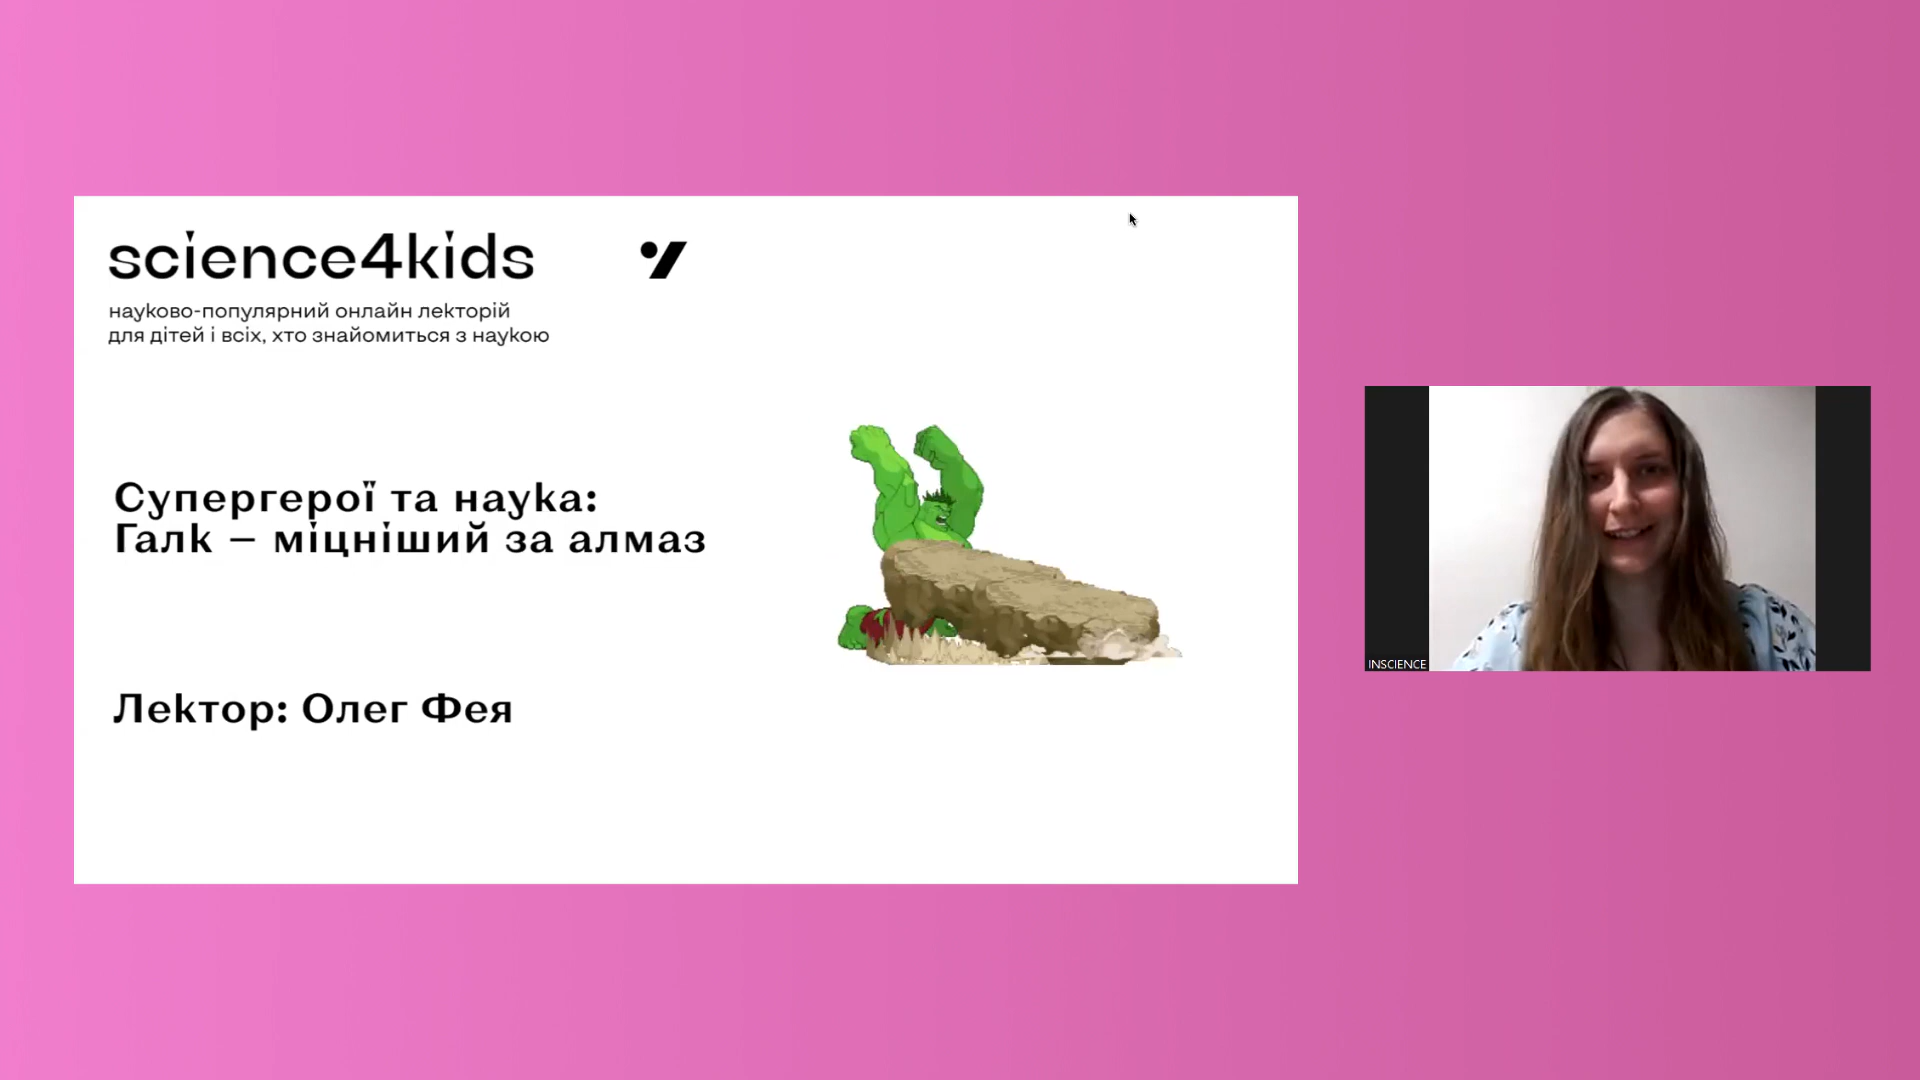 science4kids
науково-популярний онлайн лекторій
для дітей і всіх, хто знайомиться з наукою
Супергерої та наука:
Галк – міцніший за алмаз
Лектор: Олег Фея
INSCIENCE